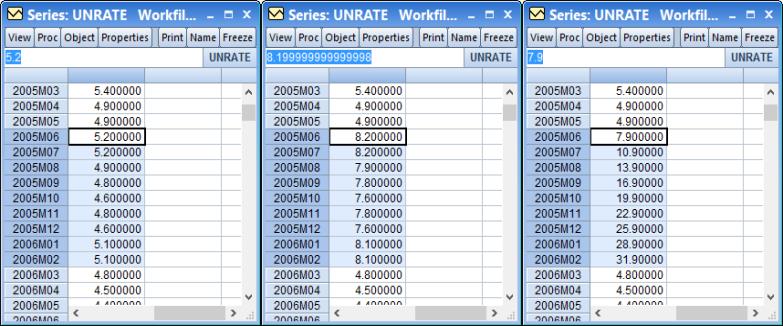 Series: UNRATE Workfil...
View Proc Object Properties Print Name Freeze
5.2 UNRATE
2005M03 5.400000
2005M04 4.900000
2005M05 4.900000
2005M06 5.200000
2005M07 5.200000
2005M08 4.900000
2005M09 4.800000
2005M10 4.600000
2005M11 4.800000
2005M12 4.600000
2006M01 5.100000
2006M02 5.100000
2006M03 4.800000
2006M04 4.500000
2006M05
Series: UNRATE Workfil...
View Proc Object Properties Print Name Freeze
8.199999999999998 UNRATE
2005M03 5.400000
2005M04 4.900000
2005M05 4.900000
2005M06 8.200000
2005M07 8.200000
2005M08 7.900000
2005M09 7.800000
2005M10 7.600000
2005M11 7.800000
2005M12 7.600000
2006M01 8.100000
2006M02 8.100000
2006M03 4.800000
2006M04 4.500000
2006M05
Series: UNRATE Workfil...
View Proc Object Properties Print Name Freeze
7.9 UNRATE
2005M03 5.400000
2005M04 4.900000
2005M05 4.900000
2005M06 7.900000
2005M07 10.90000
2005M08 13.90000
2005M09 16.90000
2005M10 19.90000
2005M11 22.90000
2005M12 25.90000
2006M01 28.90000
2006M02 31.90000
2006M03 4.800000
2006M04 4.500000
2006M05